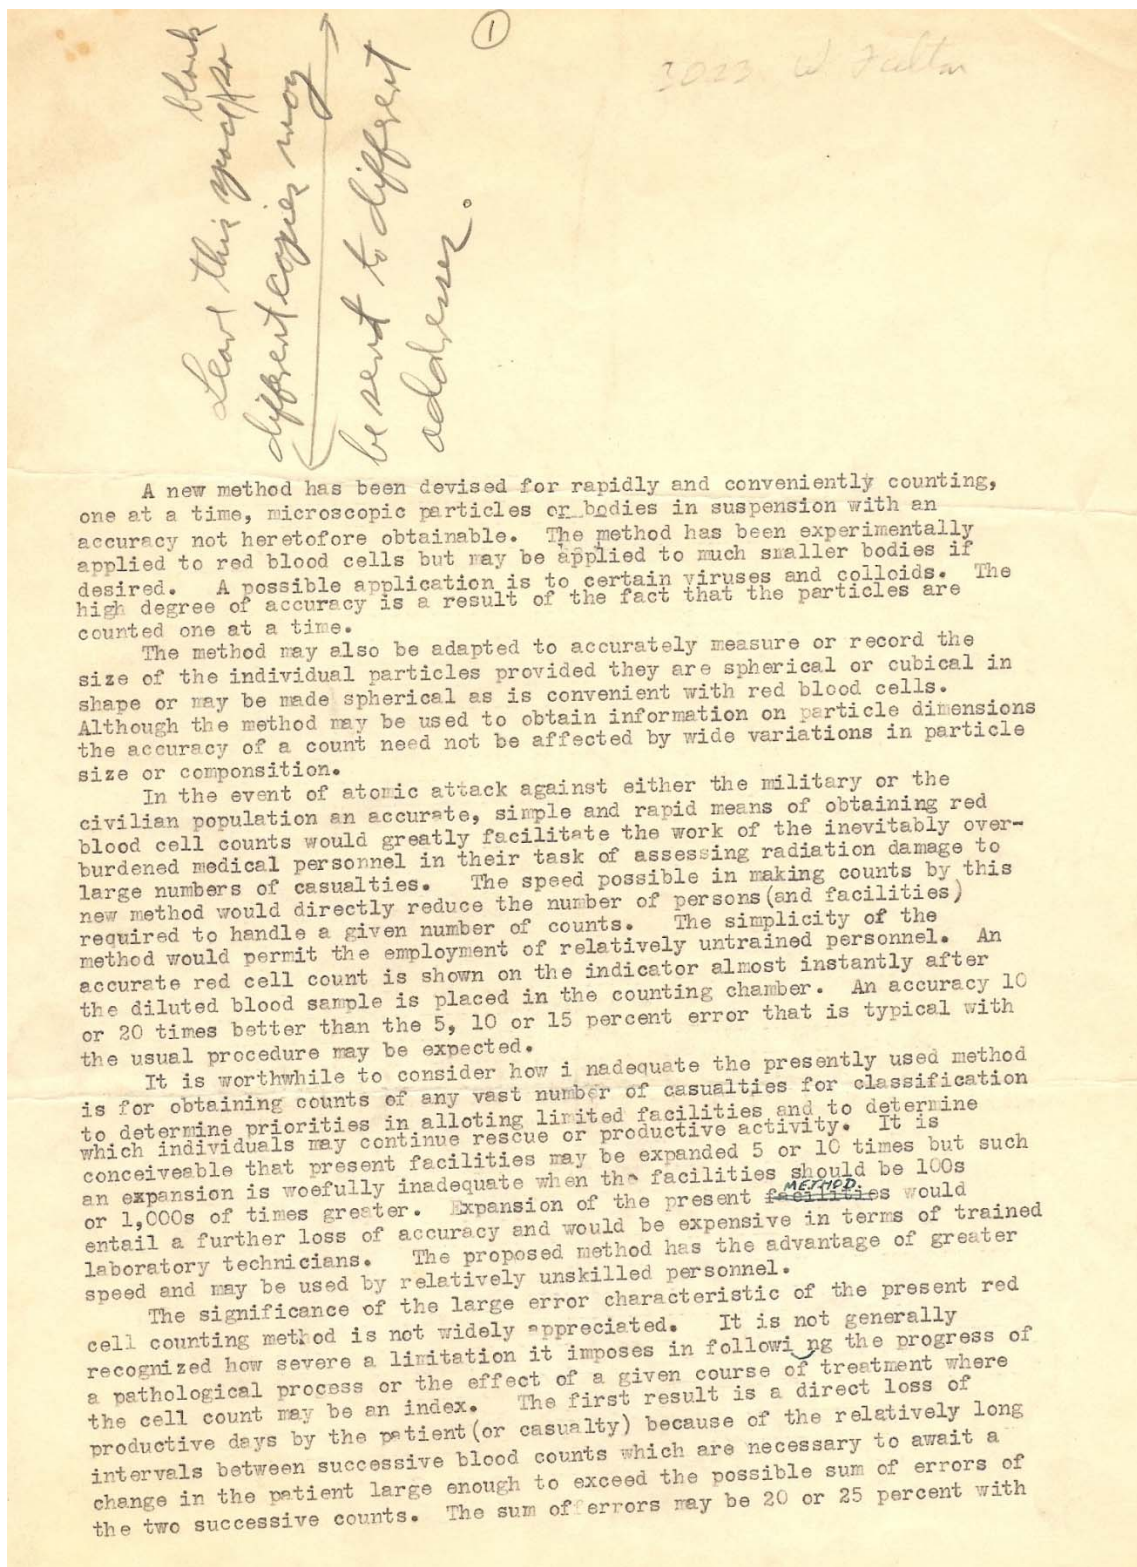 1
3023 W Fulton
Leave this space blank so
different copies may
be sent to different
addresses.
A new method has been devised for rapidly and conveniently counting,
one at a time, microscopic particles or bodies in suspension with an
accuracy not heretofore obtainable. The method has been experimentally
applied to red blood cells but may be applied to much smaller bodies if
desired. A possible application is to certain viruses and colloids. The
high degree of accuracy is a result of the fact that the particles are
counted one at a time.
The method may also be adapted to accurately measure or record the
size of the individual particles provided they are spherical or cubical in
shape or may be made spherical as is convenient with red blood cells.
Although the method may be used to obtain information on particle dimensions
the accuracy of a count need not be affected by wide variations in particle
size or componsition.
In the event of atomic attack against either the military or the
civilian population an accurate, simple and rapid means of obtaining red
blood cell counts would greatly facilitate the work of the inevitably over-
burdened medical personnel in their task of assessing radiation damage to
large numbers of casualties. The speed possible in making counts by this
new method would directly reduce the number of persons (and facilities)
required to handle a given number of counts. The simplicity of the
method would permit the employment of relatively untrained personnel. An
accurate red cell count is shown on the indicator almost instantly after
the diluted blood sample is placed in the counting chamber. An accuracy 10
or 20 times better than the 5, 10 or 15 percent error that is typical with
the usual procedure may be expected.
It is worthwhile to consider how i nadequate the presently used method
is for obtaining counts of any vast number of casualties for classification
to determine priorities in alloting limited facilities and to determine
which individuals may continue rescue or productive activity. It is
conceiveable that present facilities may be expanded 5 or 10 times but such
an expansion is woefully inadequate when the facilities should be 100s
or 1,000s of times greater. Expansion of the present facilities METHOD. would
entail a further loss of accuracy and would be expensive in terms of trained
laboratory technicians. The proposed method has the advantage of greater
speed and may be used by relatively unskilled personnel.
The significance of the large error characteristic of the present red
cell counting method is not widely appreciated. It is not generally
recognized how severe a limitation it imposes in followi ng the progress of
a pathological process or the effect of a given course of treatment where
the cell count may be an index. The first result is a direct loss of
productive days by the patient (or casualty) because of the relatively long
intervals between successive blood counts which are necessary to await a
change in the patient large enough to exceed the possible sum of errors of
the two successive counts. The sum of errors may be 20 or 25 percent with